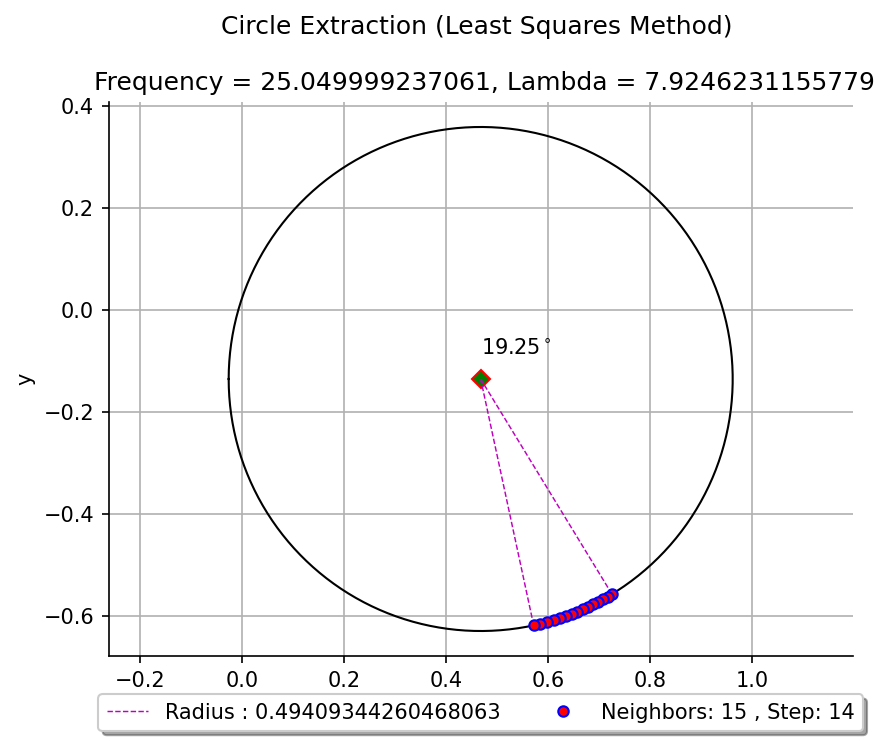 Circle Extraction (Least Squares Method)
Frequency = 25.049999237061, Lambda = 7.9246231155779
0.4
0.2
0.0
−0.2
−0.4
−0.6
y
19.25°
−0.2 0.0 0.2 0.4 0.6 0.8 1.0
Radius : 0.49409344260468063 Neighbors: 15 , Step: 14